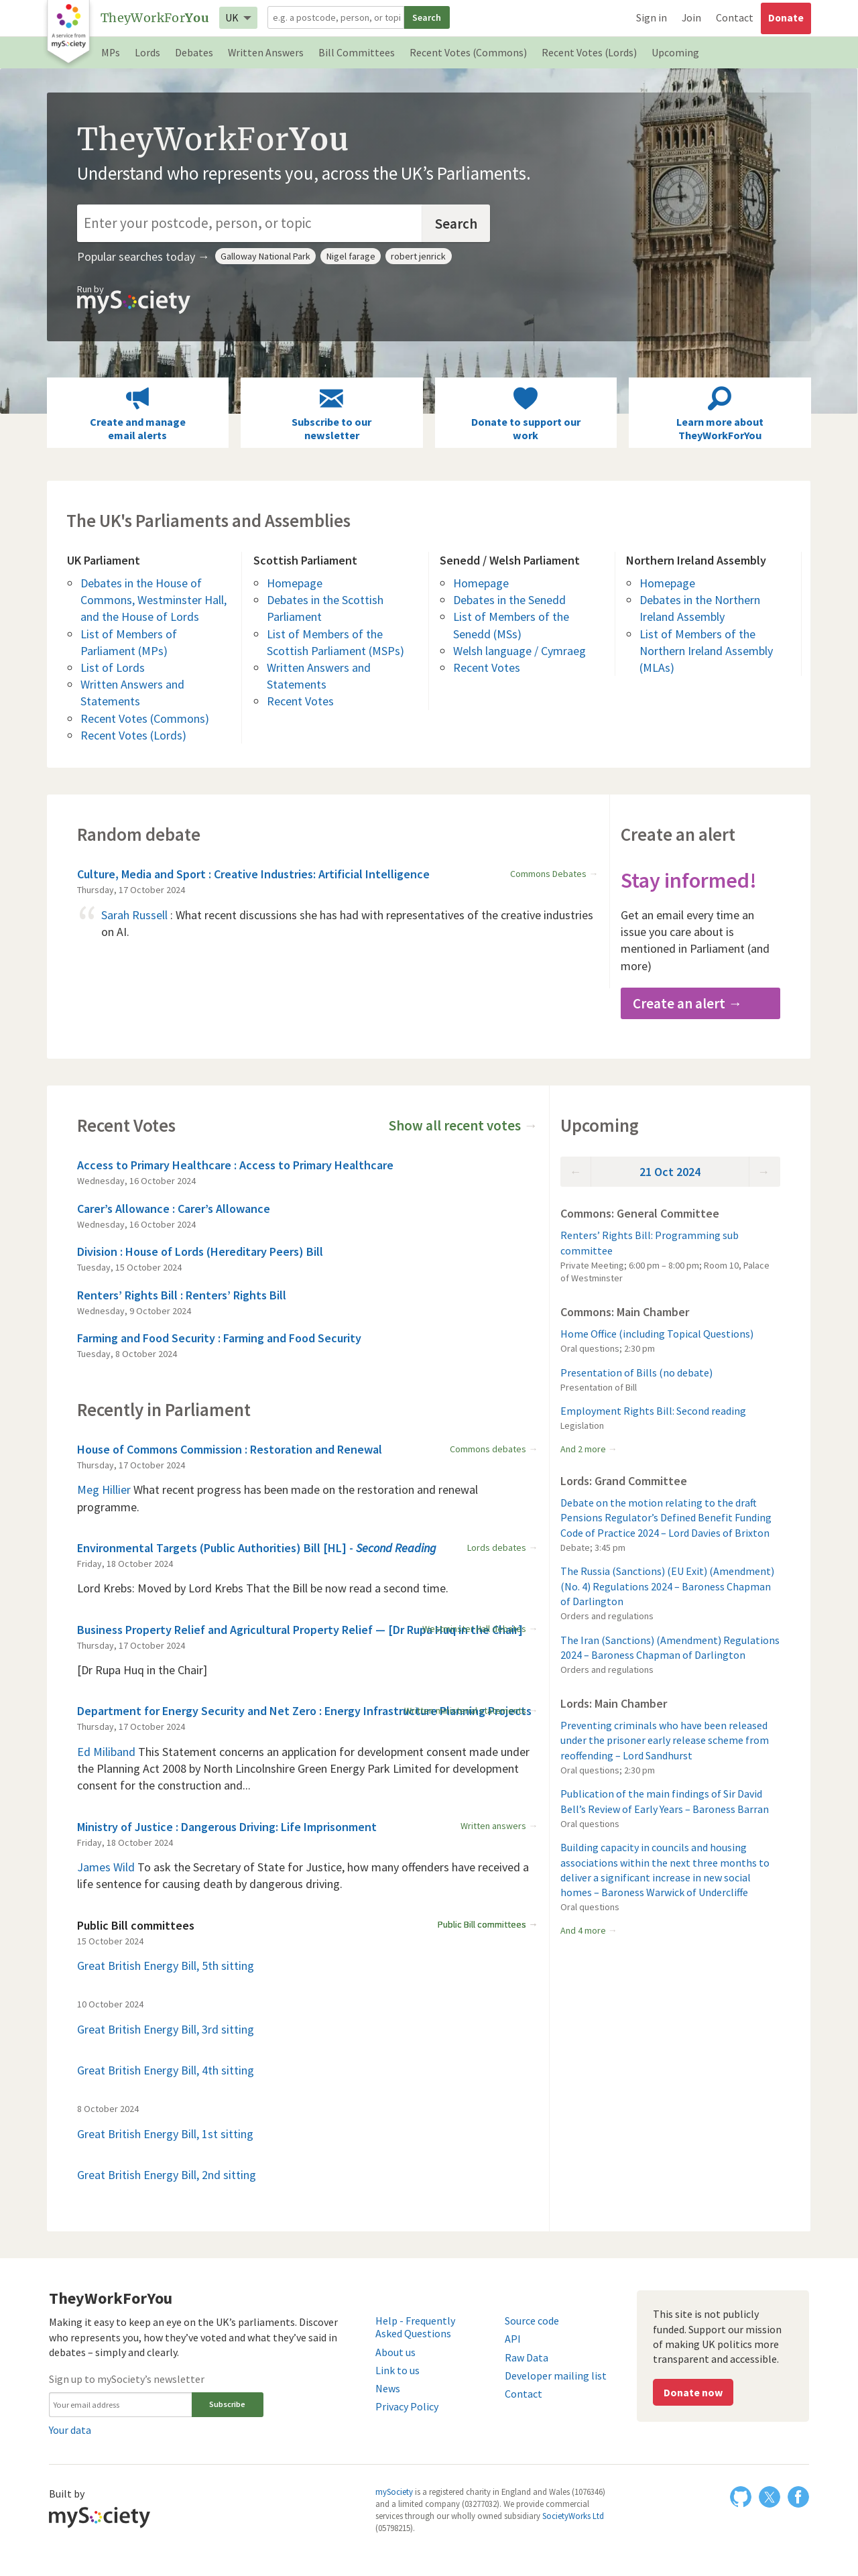 A service from
mySociety
TheyWorkForYou
UK
e.g. a postcode, person, or topi
Search
Sign in
Join
Contact
Donate
MPs
Lords
Debates
Written Answers
Bill Committees
Recent Votes (Commons)
Recent Votes (Lords)
Upcoming
TheyWorkForYou
Understand who represents you, across the UK’s Parliaments.
Enter your postcode, person, or topic
Search
Popular searches today →
Galloway National Park
Nigel farage
robert jenrick
Run by
mySociety
Create and manage
email alerts
Subscribe to our
newsletter
Donate to support our
work
Learn more about
TheyWorkForYou
The UK's Parliaments and Assemblies
UK Parliament
Debates in the House of
Commons, Westminster Hall,
and the House of Lords
List of Members of
Parliament (MPs)
List of Lords
Written Answers and
Statements
Recent Votes (Commons)
Recent Votes (Lords)
Scottish Parliament
Homepage
Debates in the Scottish
Parliament
List of Members of the
Scottish Parliament (MSPs)
Written Answers and
Statements
Recent Votes
Senedd / Welsh Parliament
Homepage
Debates in the Senedd
List of Members of the
Senedd (MSs)
Welsh language / Cymraeg
Recent Votes
Northern Ireland Assembly
Homepage
Debates in the Northern
Ireland Assembly
List of Members of the
Northern Ireland Assembly
(MLAs)
Random debate
Culture, Media and Sport : Creative Industries: Artificial Intelligence
Commons Debates →
Thursday, 17 October 2024
“ Sarah Russell : What recent discussions she has had with representatives of the creative industries
on AI.
Create an alert
Stay informed!
Get an email every time an
issue you care about is
mentioned in Parliament (and
more)
Create an alert →
Recent Votes
Show all recent votes →
Access to Primary Healthcare : Access to Primary Healthcare
Wednesday, 16 October 2024
Carer’s Allowance : Carer’s Allowance
Wednesday, 16 October 2024
Division : House of Lords (Hereditary Peers) Bill
Tuesday, 15 October 2024
Renters’ Rights Bill : Renters’ Rights Bill
Wednesday, 9 October 2024
Farming and Food Security : Farming and Food Security
Tuesday, 8 October 2024
Recently in Parliament
House of Commons Commission : Restoration and Renewal
Commons debates →
Thursday, 17 October 2024
Meg Hillier What recent progress has been made on the restoration and renewal
programme.
Environmental Targets (Public Authorities) Bill [HL] - Second Reading
Lords debates →
Friday, 18 October 2024
Lord Krebs: Moved by Lord Krebs That the Bill be now read a second time.
Business Property Relief and Agricultural Property Relief — [Dr Rupa Huq in the Chair]
Thursday, 17 October 2024
[Dr Rupa Huq in the Chair]
Department for Energy Security and Net Zero : Energy Infrastructure Planning Projects
Thursday, 17 October 2024
Ed Miliband This Statement concerns an application for development consent made under
the Planning Act 2008 by North Lincolnshire Green Energy Park Limited for development
consent for the construction and...
Ministry of Justice : Dangerous Driving: Life Imprisonment
Written answers →
Friday, 18 October 2024
James Wild To ask the Secretary of State for Justice, how many offenders have received a
life sentence for causing death by dangerous driving.
Public Bill committees
Public Bill committees →
15 October 2024
Great British Energy Bill, 5th sitting
10 October 2024
Great British Energy Bill, 3rd sitting
Great British Energy Bill, 4th sitting
8 October 2024
Great British Energy Bill, 1st sitting
Great British Energy Bill, 2nd sitting
Upcoming
← 21 Oct 2024 →
Commons: General Committee
Renters’ Rights Bill: Programming sub
committee
Private Meeting; 6:00 pm – 8:00 pm; Room 10, Palace
of Westminster
Commons: Main Chamber
Home Office (including Topical Questions)
Oral questions; 2:30 pm
Presentation of Bills (no debate)
Presentation of Bill
Employment Rights Bill: Second reading
Legislation
And 2 more →
Lords: Grand Committee
Debate on the motion relating to the draft
Pensions Regulator’s Defined Benefit Funding
Code of Practice 2024 – Lord Davies of Brixton
Debate; 3:45 pm
The Russia (Sanctions) (EU Exit) (Amendment)
(No. 4) Regulations 2024 – Baroness Chapman
of Darlington
Orders and regulations
The Iran (Sanctions) (Amendment) Regulations
2024 – Baroness Chapman of Darlington
Orders and regulations
Lords: Main Chamber
Preventing criminals who have been released
under the prisoner early release scheme from
reoffending – Lord Sandhurst
Oral questions; 2:30 pm
Publication of the main findings of Sir David
Bell’s Review of Early Years – Baroness Barran
Oral questions
Building capacity in councils and housing
associations within the next three months to
deliver a significant increase in new social
homes – Baroness Warwick of Undercliffe
Oral questions
And 4 more →
TheyWorkForYou
Making it easy to keep an eye on the UK’s parliaments. Discover
who represents you, how they’ve voted and what they’ve said in
debates – simply and clearly.
Sign up to mySociety’s newsletter
Your email address
Subscribe
Your data
Help - Frequently
Asked Questions
About us
Link to us
News
Privacy Policy
Source code
API
Raw Data
Developer mailing list
Contact
This site is not publicly
funded. Support our mission
of making UK politics more
transparent and accessible.
Donate now
Built by
mySociety
mySociety is a registered charity in England and Wales (1076346)
and a limited company (03277032). We provide commercial
services through our wholly owned subsidiary SocietyWorks Ltd
(05798215).